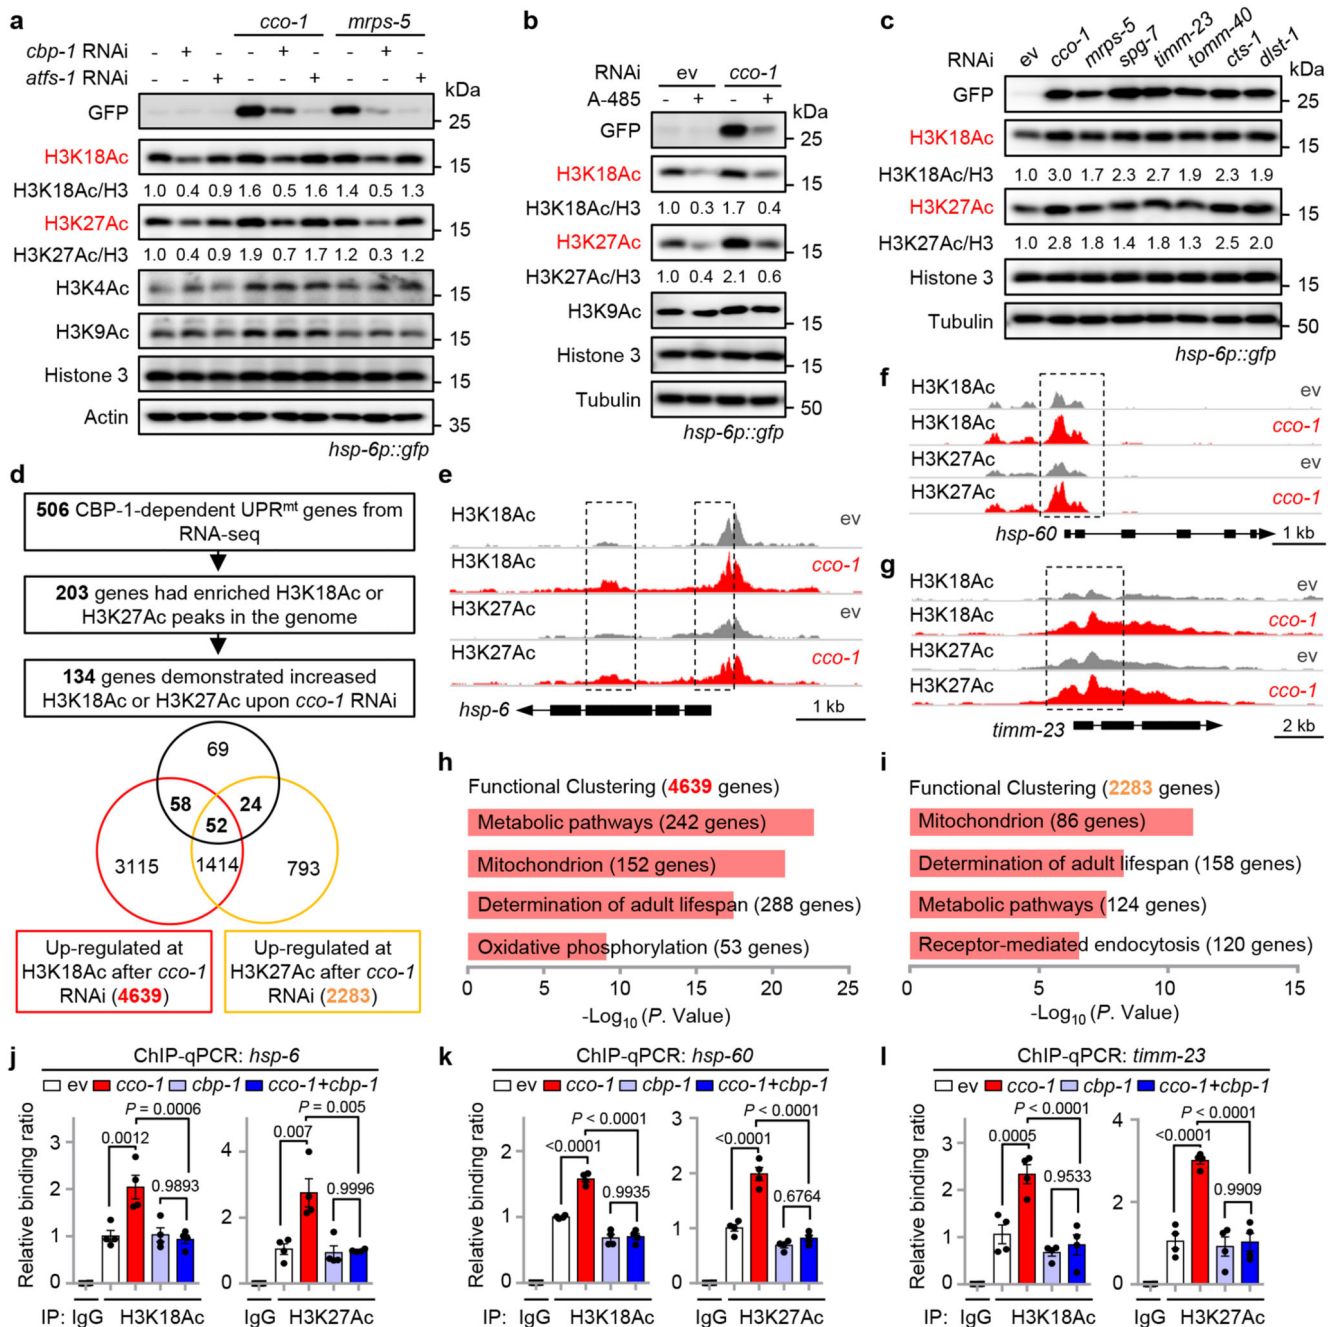 a
cco-1 mrps-5
cbp-1 RNAi - + - - + - - + -
atfs-1 RNAi - - + - - + - - +
kDa
GFP
25
H3K18Ac
15
H3K18Ac/H3 1.0 0.4 0.9 1.6 0.5 1.6 1.4 0.5 1.3
H3K27Ac
15
H3K27Ac/H3 1.0 0.4 0.9 1.9 0.7 1.7 1.2 0.3 1.2
H3K4Ac
15
H3K9Ac
15
Histone 3
15
Actin
35
hsp-6p::gfp
b
RNAi ev cco-1
A-485 - + - +
kDa
GFP
25
H3K18Ac
15
H3K18Ac/H3 1.0 0.3 1.7 0.4
H3K27Ac
15
H3K27Ac/H3 1.0 0.4 2.1 0.6
H3K9Ac
15
Histone 3
15
Tubulin
50
hsp-6p::gfp
c
RNAi ev cco-1 mrps-5 spg-7 timm-23 tomm-40 cts-1 dlst-1
kDa
GFP
25
H3K18Ac
15
H3K18Ac/H3 1.0 3.0 1.7 2.3 2.7 1.9 2.3 1.9
H3K27Ac
15
H3K27Ac/H3 1.0 2.8 1.8 1.4 1.8 1.3 2.5 2.0
Histone 3
15
Tubulin
50
hsp-6p::gfp
d
506 CBP-1-dependent UPRmt genes from
RNA-seq
203 genes had enriched H3K18Ac or
H3K27Ac peaks in the genome
134 genes demonstrated increased
H3K18Ac or H3K27Ac upon cco-1 RNAi
69
58 24
52
3115 1414 793
Up-regulated at
H3K18Ac after cco-1
RNAi (4639)
Up-regulated at
H3K27Ac after cco-1
RNAi (2283)
e
H3K18Ac ev
H3K18Ac cco-1
H3K27Ac ev
H3K27Ac cco-1
hsp-6
1 kb
f
H3K18Ac ev
H3K18Ac cco-1
H3K27Ac ev
H3K27Ac cco-1
hsp-60
1 kb
g
H3K18Ac ev
H3K18Ac cco-1
H3K27Ac ev
H3K27Ac cco-1
timm-23
2 kb
h
Functional Clustering (4639 genes)
Metabolic pathways (242 genes)
Mitochondrion (152 genes)
Determination of adult lifespan (288 genes)
Oxidative phosphorylation (53 genes)
0 5 10 15 20 25
-Log10 (P. Value)
i
Functional Clustering (2283 genes)
Mitochondrion (86 genes)
Determination of adult lifespan (158 genes)
Metabolic pathways (124 genes)
Receptor-mediated endocytosis (120 genes)
0 5 10 15
-Log10 (P. Value)
j
ChIP-qPCR: hsp-6
ev cco-1 cbp-1 cco-1+cbp-1
Relative binding ratio
P = 0.0006
0.0012
0.9893
3
2
1
0
P = 0.005
0.007
0.9996
4
2
0
IP: IgG H3K18Ac IgG H3K27Ac
k
ChIP-qPCR: hsp-60
ev cco-1 cbp-1 cco-1+cbp-1
Relative binding ratio
P < 0.0001
<0.0001
0.9935
2
1
0
P < 0.0001
<0.0001
0.6764
3
2
1
0
IP: IgG H3K18Ac IgG H3K27Ac
l
ChIP-qPCR: timm-23
ev cco-1 cbp-1 cco-1+cbp-1
Relative binding ratio
P < 0.0001
0.0005
0.9533
3
2
1
0
P < 0.0001
<0.0001
0.9909
4
2
0
IP: IgG H3K18Ac IgG H3K27Ac